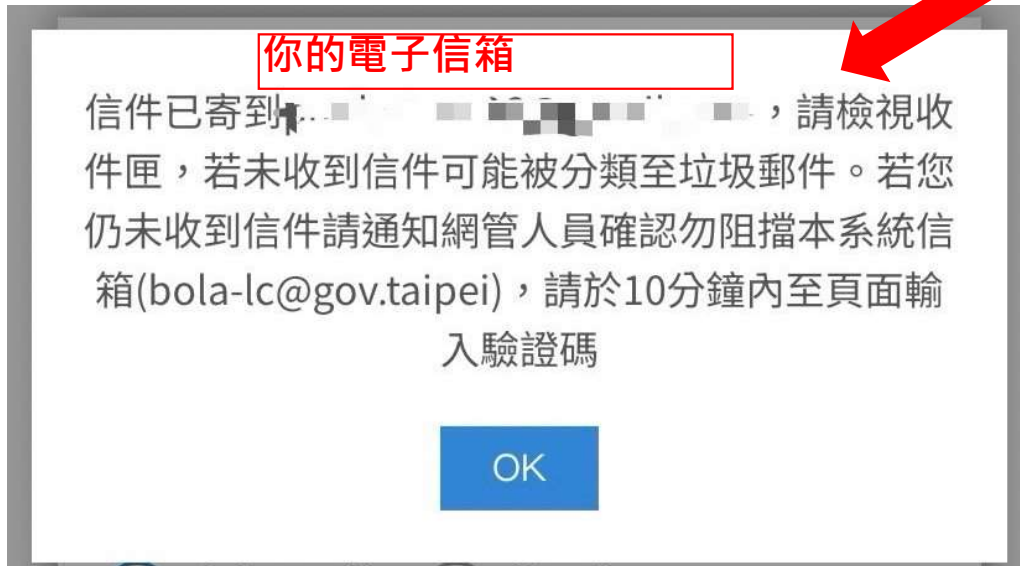 你的電子信箱
信件已寄到 ，請檢視收
件匣，若未收到信件可能被分類至垃圾郵件。若您
仍未收到信件請通知網管人員確認勿阻擋本系統信
箱(bola-lc@gov.taipei)，請於10分鐘內至頁面輸
入驗證碼
OK